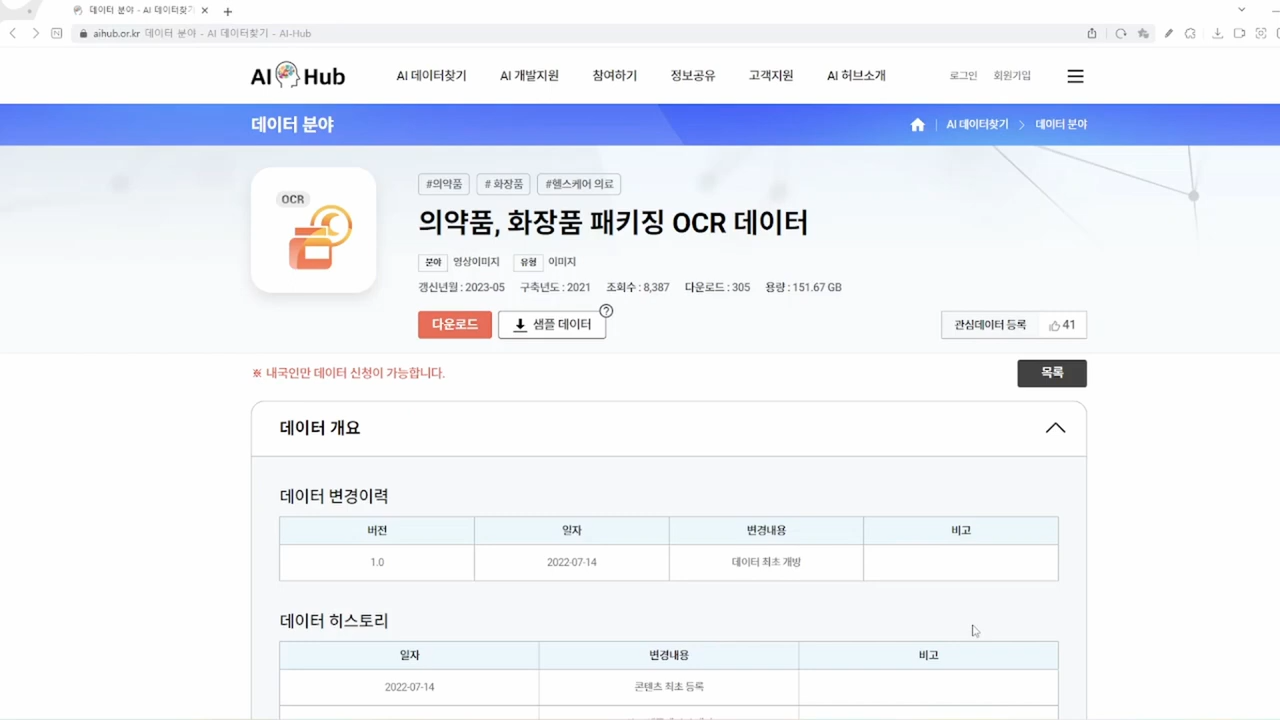 데이터 분야 - AI 데이터찾기
aihub.or.kr 데이터 분야 - AI 데이터찾기 - AI-Hub
AI Hub
AI 데이터찾기 AI 개발지원 참여하기 정보공유 고객지원 AI 허브소개 로그인 회원가입
데이터 분야
AI 데이터찾기 데이터 분야
OCR
#의약품 # 화장품 #헬스케어 의료
의약품, 화장품 패키징 OCR 데이터
분야 영상이미지 유형 이미지
갱신년월 : 2023-05 구축년도 : 2021 조회수 : 8,387 다운로드 : 305 용량 : 151.67 GB
다운로드 샘플 데이터 ? 관심데이터 등록 41
※ 내국인만 데이터 신청이 가능합니다.
목록
데이터 개요
데이터 변경이력
버전 일자 변경내용 비고
1.0 2022-07-14 데이터 최초 개방
데이터 히스토리
일자 변경내용 비고
2022-07-14 콘텐츠 최초 등록